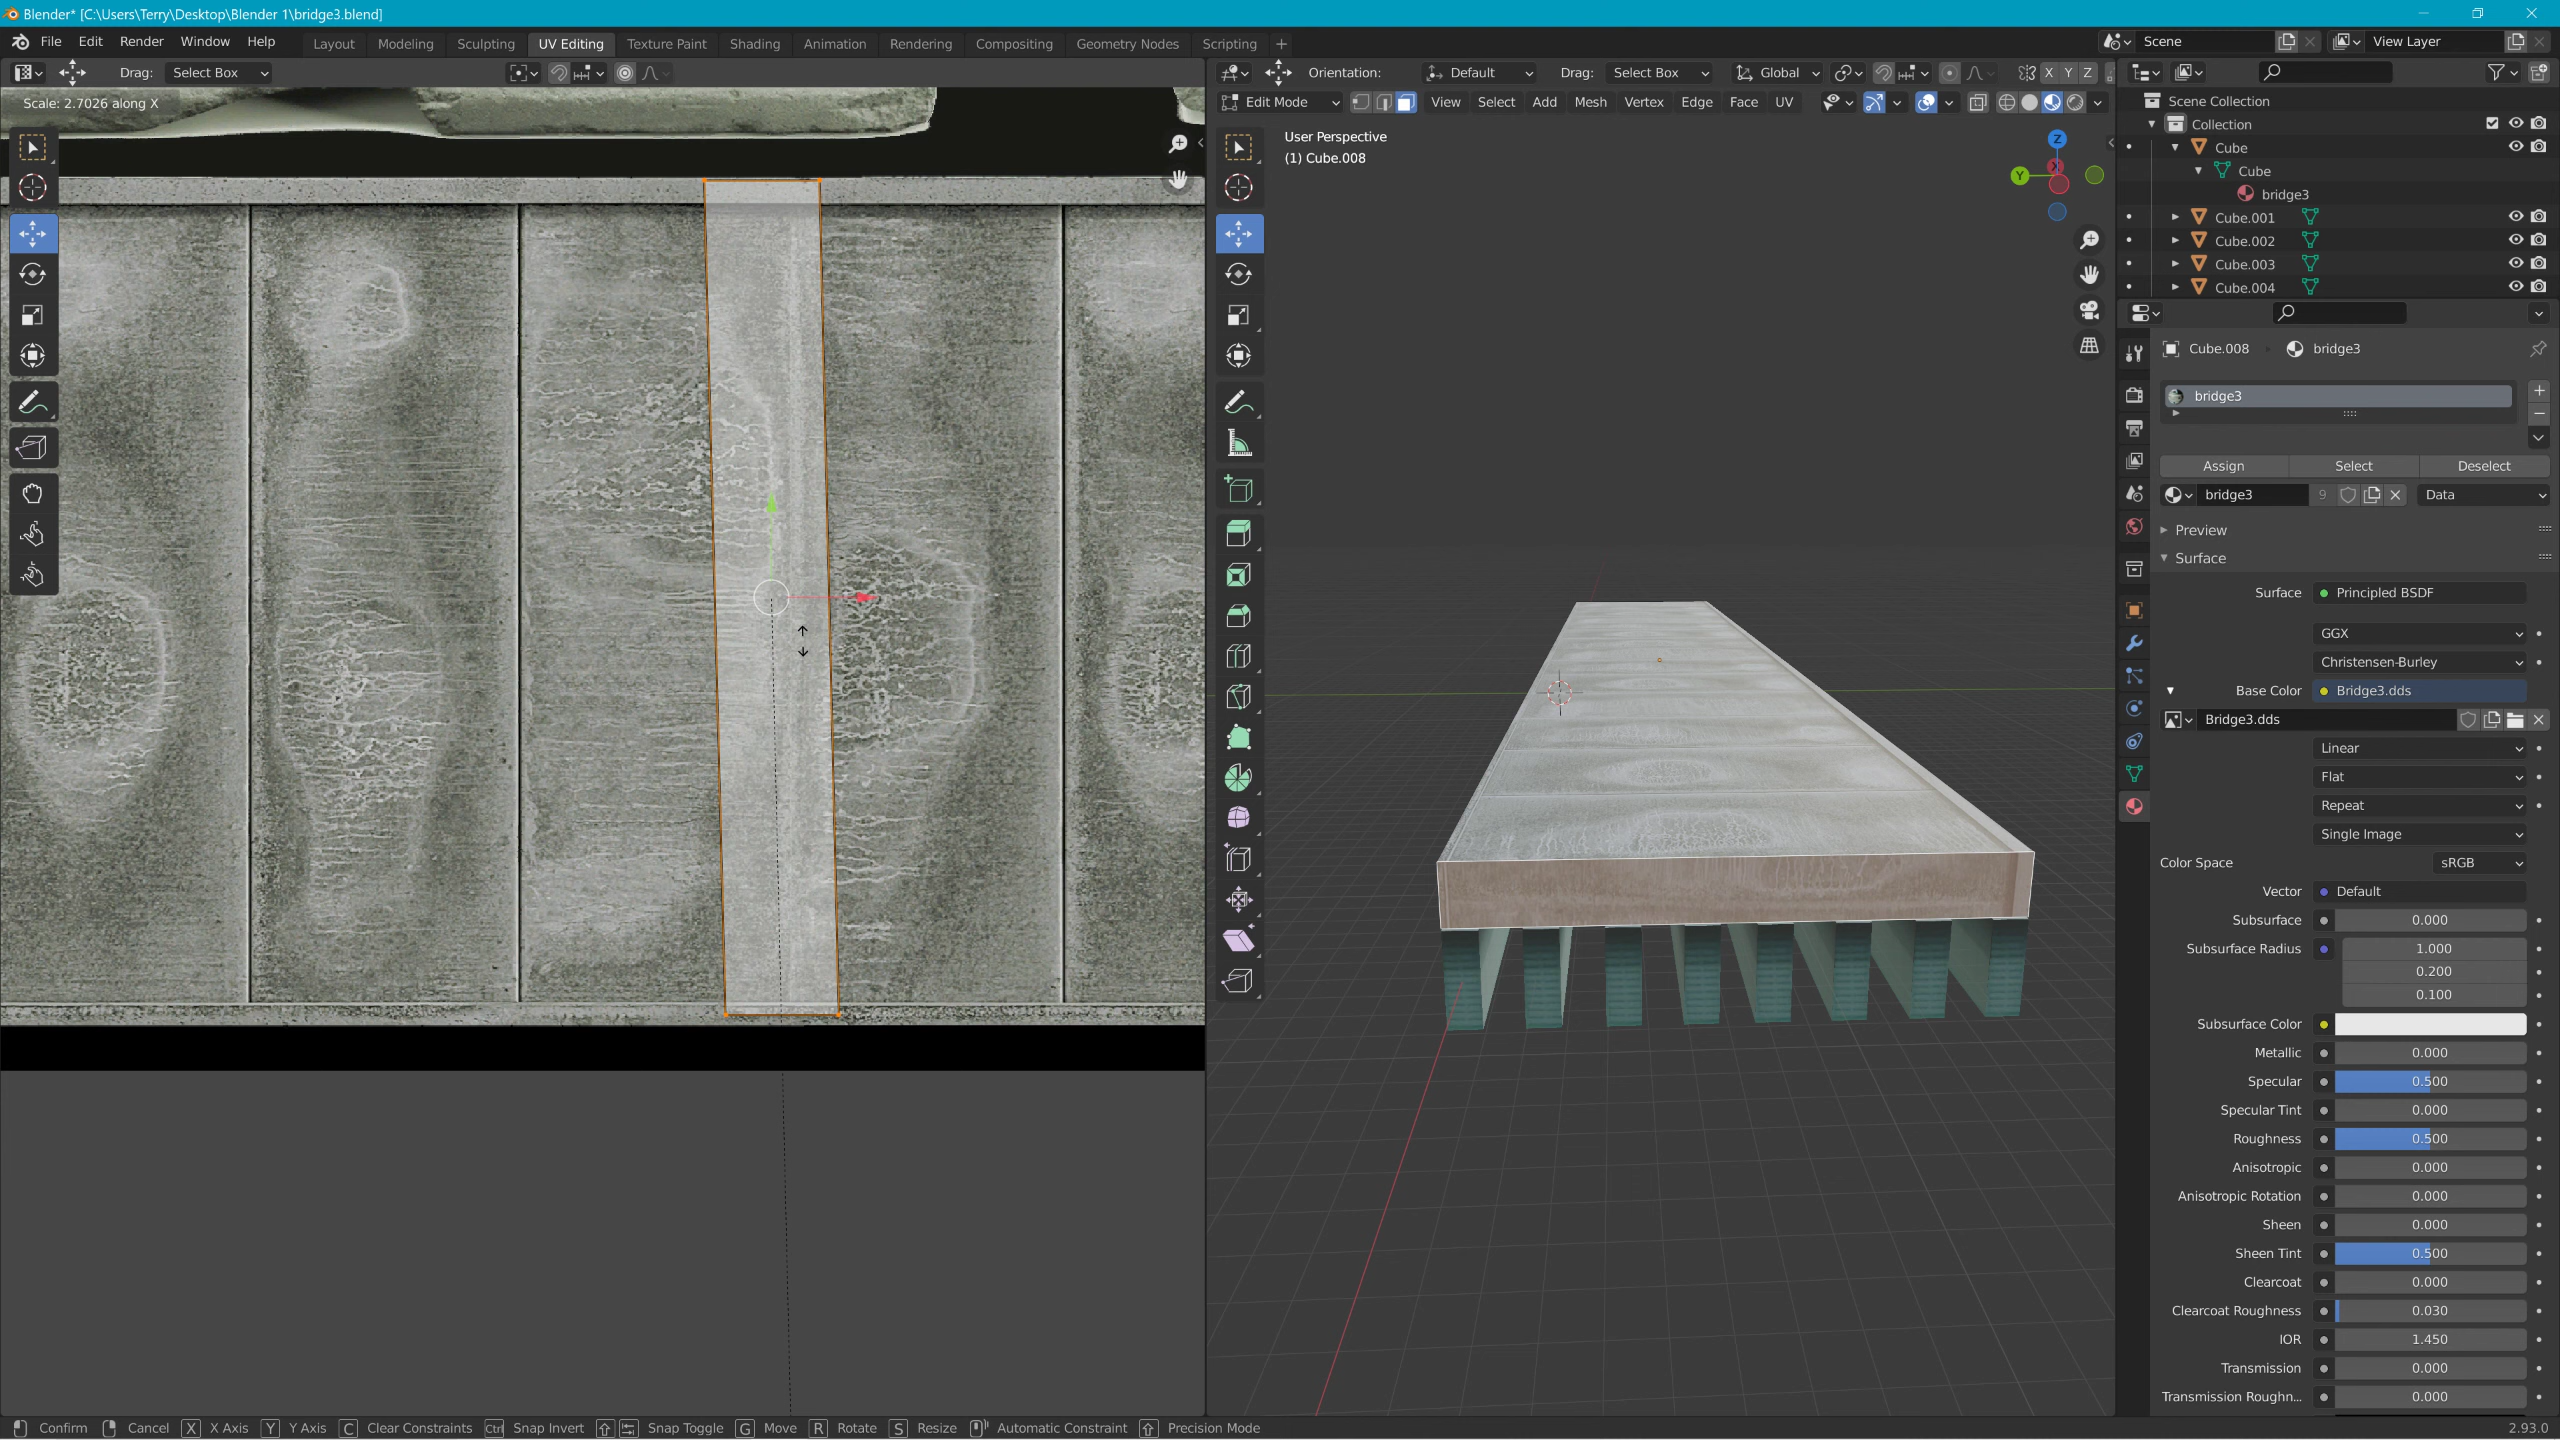 Blender* [C:\Users\Terry\Desktop\Blender 1\bridge3.blend]
File Edit Render Window Help Layout Modeling Sculpting UV Editing Texture Paint Shading Animation Rendering Compositing Geometry Nodes Scripting + Scene View Layer
Drag: Select Box Orientation: Default Drag: Select Box Global X Y Z
Scale: 2.7026 along X
Edit Mode View Select Add Mesh Vertex Edge Face UV
User Perspective
(1) Cube.008
Z
Y
Scene Collection
Collection
Cube
Cube
bridge3
Cube.001
Cube.002
Cube.003
Cube.004
Cube.008 bridge3
bridge3
Assign Select Deselect
bridge3 9 Data
Preview
Surface
Surface Principled BSDF
GGX
Christensen-Burley
Base Color Bridge3.dds
Bridge3.dds
Linear
Flat
Repeat
Single Image
Color Space sRGB
Vector Default
Subsurface 0.000
Subsurface Radius 1.000
0.200
0.100
Subsurface Color
Metallic 0.000
Specular 0.500
Specular Tint 0.000
Roughness 0.500
Anisotropic 0.000
Anisotropic Rotation 0.000
Sheen 0.000
Sheen Tint 0.500
Clearcoat 0.000
Clearcoat Roughness 0.030
IOR 1.450
Transmission 0.000
Transmission Roughn... 0.000
Confirm Cancel X X Axis Y Y Axis C Clear Constraints Ctrl Snap Invert Snap Toggle G Move R Rotate S Resize Automatic Constraint Precision Mode 2.93.0